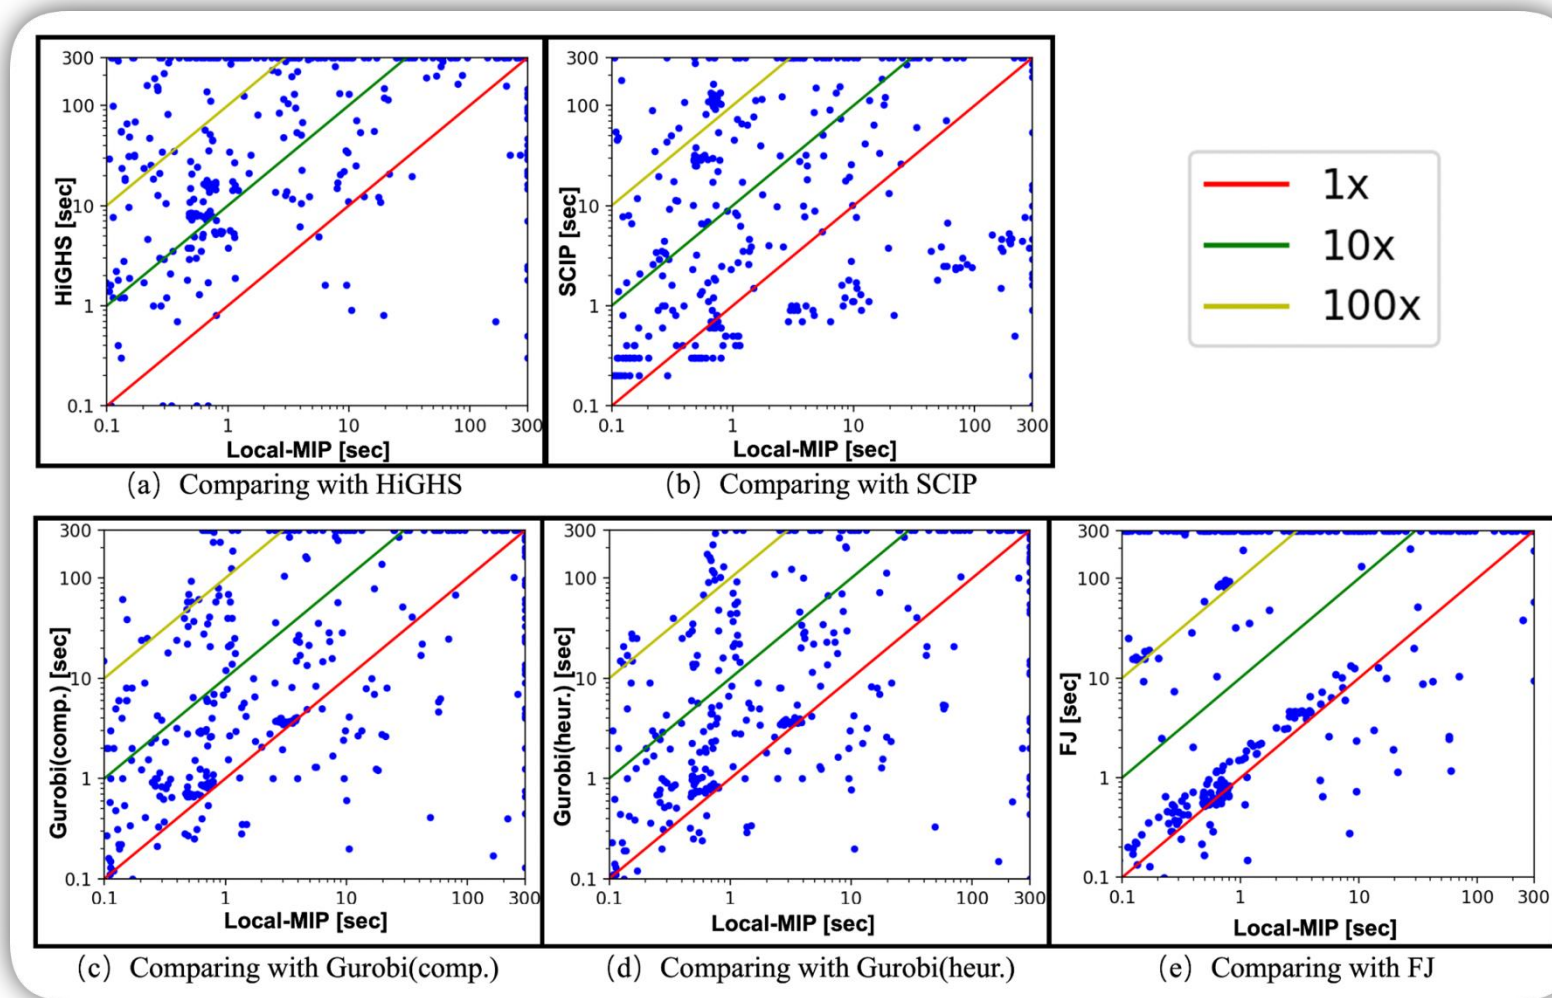 300
100
10
1
0.1
HiGHS [sec]
0.1 1 10 100 300
Local-MIP [sec]
(a) Comparing with HiGHS
300
100
10
1
0.1
SCIP [sec]
0.1 1 10 100 300
Local-MIP [sec]
(b) Comparing with SCIP
1x
10x
100x
300
100
10
1
0.1
Gurobi(comp.) [sec]
0.1 1 10 100 300
Local-MIP [sec]
(c) Comparing with Gurobi(comp.)
300
100
10
1
0.1
Gurobi(heur.) [sec]
0.1 1 10 100 300
Local-MIP [sec]
(d) Comparing with Gurobi(heur.)
300
100
10
1
0.1
FJ [sec]
0.1 1 10 100 300
Local-MIP [sec]
(e) Comparing with FJ